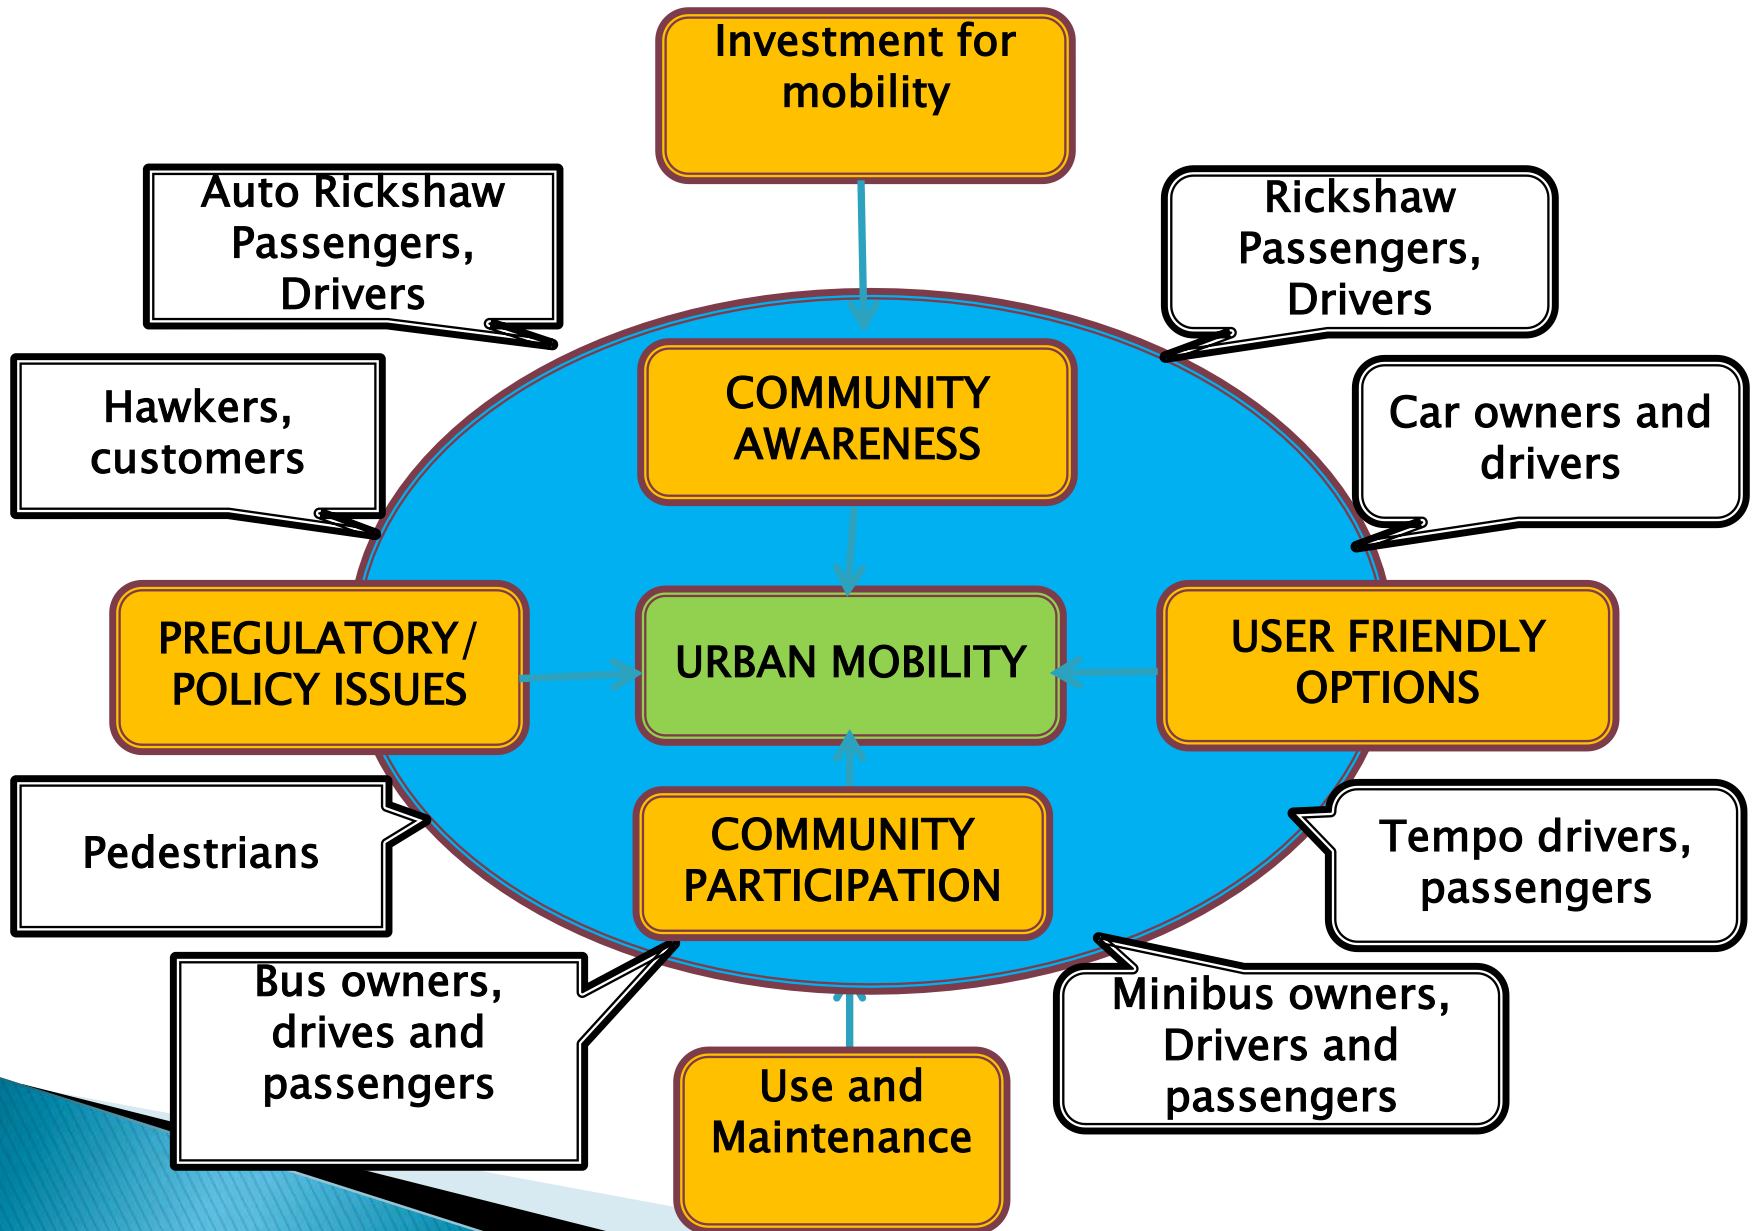 Investment for
mobility
Auto Rickshaw
Passengers,
Drivers
Rickshaw
Passengers,
Drivers
Hawkers,
customers
COMMUNITY
AWARENESS
Car owners and
drivers
PREGULATORY/
POLICY ISSUES
URBAN MOBILITY
USER FRIENDLY
OPTIONS
Pedestrians
COMMUNITY
PARTICIPATION
Tempo drivers,
passengers
Bus owners,
drives and
passengers
Minibus owners,
Drivers and
passengers
Use and
Maintenance